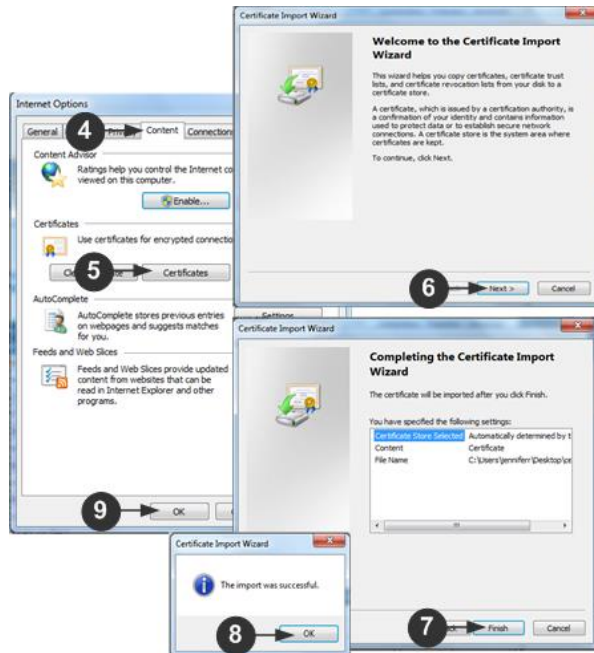 Certificate Import Wizard
Welcome to the Certificate Import
Wizard
This wizard helps you copy certificates, certificate trust
lists, and certificate revocation lists from your disk to a
certificate store.
A certificate, which is issued by a certification authority, is
a confirmation of your identity and contains information
used to protect data or to establish secure network
connections. A certificate store is the system area where
certificates are kept.
To continue, click Next.
6
Next >
Cancel
Internet Options
4
General
Content
Connections
Content Advisor
Ratings help you control the Internet co
viewed on this computer.
Enable...
Certificates
Use certificates for encrypted connectio
5
Certificates
AutoComplete
AutoComplete stores previous entries
on webpages and suggests matches
for you.
Settings
Feeds and Web Slices
Feeds and Web Slices provide updated
content from websites that can be
read in Internet Explorer and other
programs.
9
OK
Certificate Import Wizard
Completing the Certificate Import
Wizard
The certificate will be imported after you click Finish.
You have specified the following settings:
Certificate Store Selected Automatically determined by t
Content Certificate
File Name C:\Users\jenniferr\Desktop\ce
7
Finish
Cancel
Certificate Import Wizard
The import was successful.
8
OK